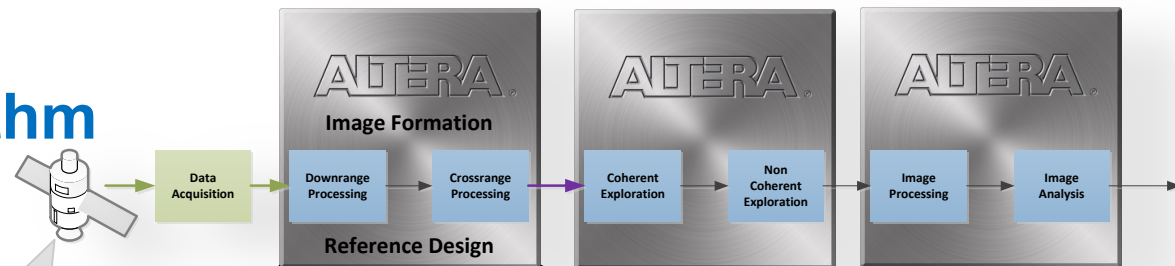 ALTERA
ALTERA
ALTERA
Image Formation
hm
Data
Acquisition
Downrange
Processing
Crossrange
Processing
Coherent
Exploration
Non
Coherent
Exploration
Image
Processing
Image
Analysis
Reference Design